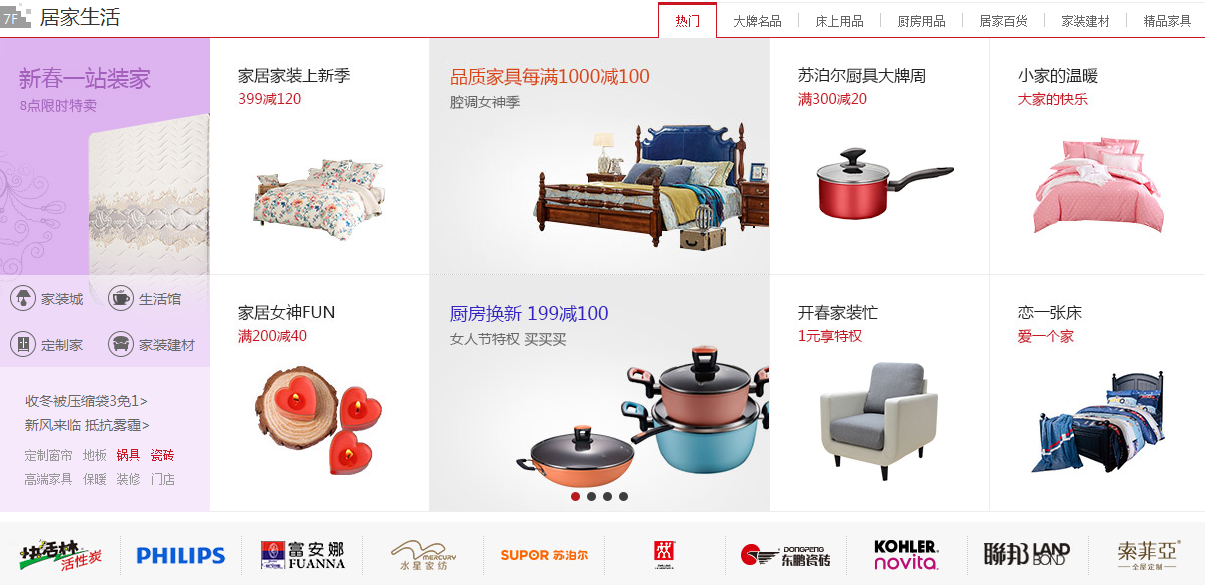 7F 居家生活
热门 大牌名品 床上用品 厨房用品 居家百货 家装建材 精品家具
新春一站装家
8点限时特卖
家装城 生活馆
定制家 家装建材
收冬被压缩袋3免1>
新风来临 抵抗雾霾>
定制窗帘 地板 锅具 瓷砖
高端家具 保暖 装修 门店
家居家装上新季
399减120
品质家具每满1000减100
腔调女神季
苏泊尔厨具大牌周
满300减20
小家的温暖
大家的快乐
家居女神FUN
满200减40
厨房换新 199减100
女人节特权 买买买
开春家装忙
1元享特权
恋一张床
爱一个家
快活林
活性炭
PHILIPS
富安娜
FUANNA
MERCURY
水星家纺
SUPOR 苏泊尔
DONGPENG
东鹏瓷砖
KOHLER.
novita.
聯邦 LAND BOND
索菲亞
全屋定制